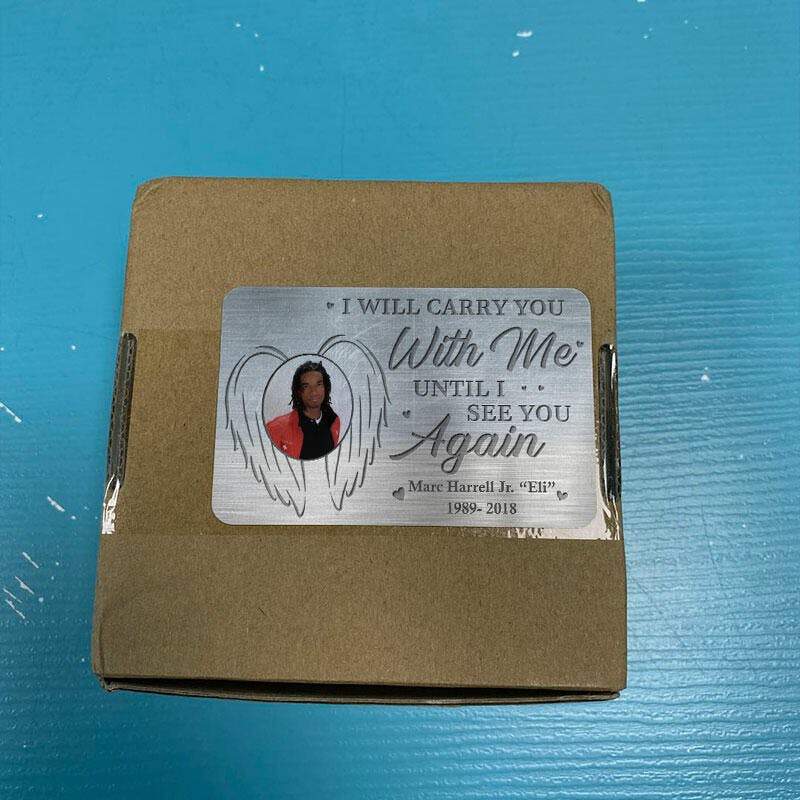 I WILL CARRY YOU
With Me
UNTIL I
SEE YOU
Again
Marc Harrell Jr. “Eli”
1989- 2018